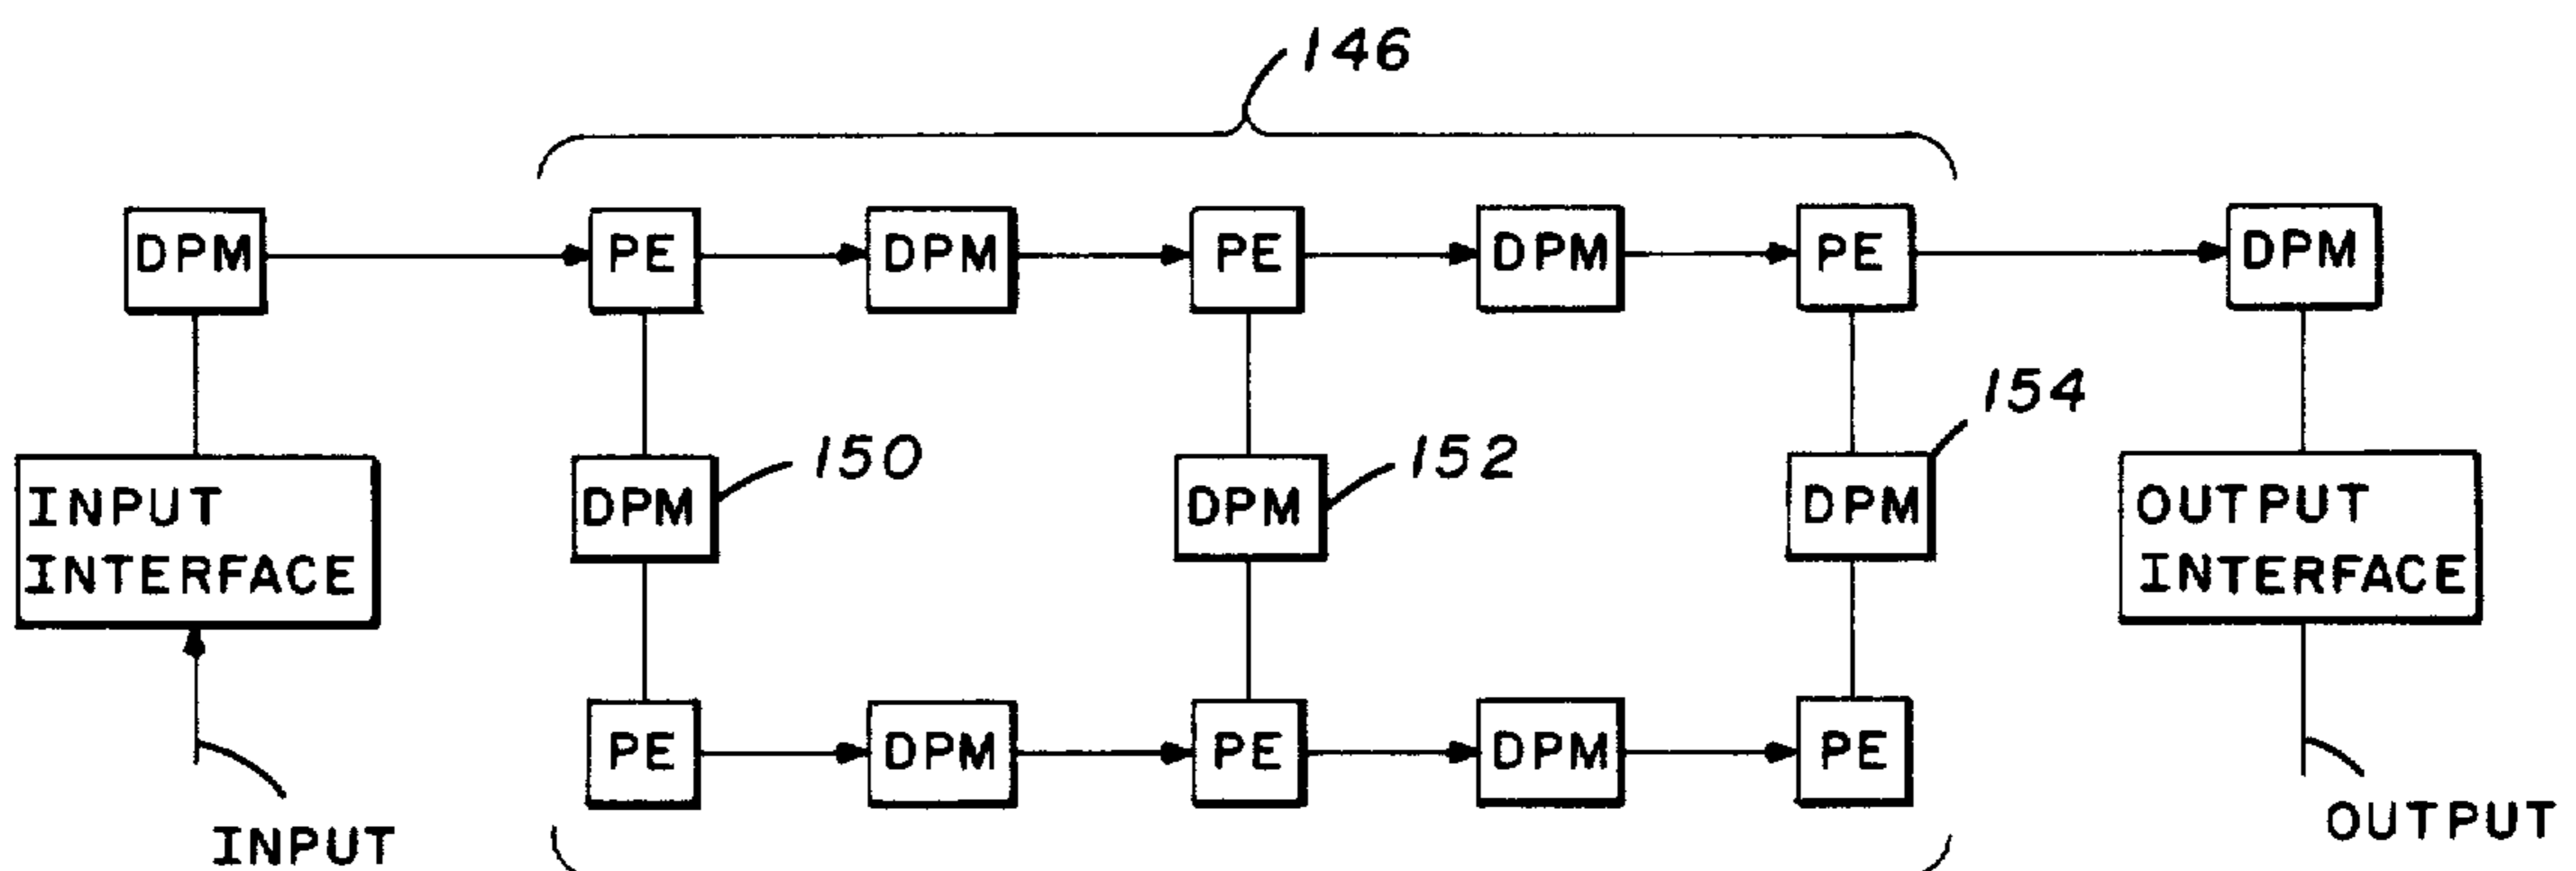 146
DPM PE DPM PE DPM PE DPM
154
150 152
INPUT
INTERFACE
DPM DPM DPM
OUTPUT
INTERFACE
PE DPM PE DPM PE
INPUT
OUTPUT